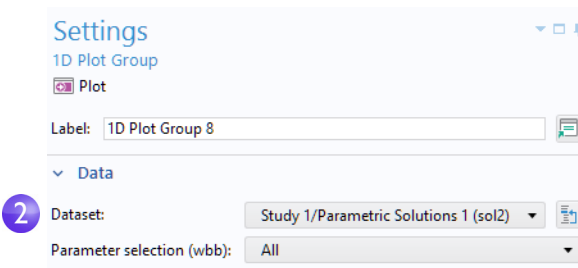 Settings
1D Plot Group
Plot
Label: 1D Plot Group 8
Data
2 Dataset: Study 1/Parametric Solutions 1 (sol2)
Parameter selection (wbb): All